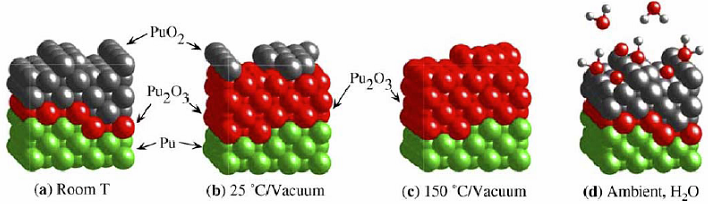 PuO2
Pu2O3
Pu2O3
Pu
(a) Room T
(b) 25 °C/Vacuum
(c) 150 °C/Vacuum
(d) Ambient, H2O